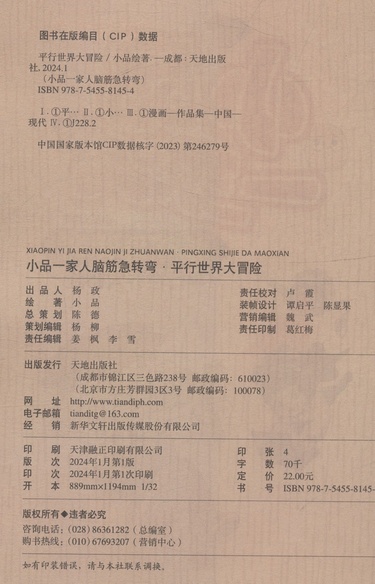 图书在版编目（CIP）数据
平行世界大冒险 / 小品绘著. —成都：天地出版
社, 2024.1
（小品一家人脑筋急转弯）
ISBN 978-7-5455-8145-4
Ⅰ. ①平… Ⅱ. ①小… Ⅲ. ①漫画—作品集—中国—
现代 Ⅳ. ①J228.2
中国国家版本馆CIP数据核字 (2023) 第246279号
XIAOPIN YI JIA REN NAOJIN JI ZHUANWAN · PINGXING SHIJIE DA MAOXIAN
小品一家人脑筋急转弯·平行世界大冒险
出 品 人 杨 政
绘 著 小 品
总 策 划 陈 德
策划编辑 杨 柳
责任编辑 姜 枫 李 雪
责任校对 卢 霞
装帧设计 谭启平 陈显果
营销编辑 魏 武
责任印制 葛红梅
出版发行 天地出版社
（成都市锦江区三色路238号 邮政编码：610023）
（北京市方庄芳群园3区3号 邮政编码：100078）
网 址 http://www.tiandiph.com
电子邮箱 tianditg@163.com
经 销 新华文轩出版传媒股份有限公司
印 刷 天津融正印刷有限公司
版 次 2024年1月第1版
印 次 2024年1月第1次印刷
开 本 889mm×1194mm 1/32
印 张 4
字 数 70千
定 价 22.00元
书 号 ISBN 978-7-5455-8145-
版权所有◆违者必究
咨询电话：（028）86361282（总编室）
购书热线：（010）67693207（营销中心）
如有印装错误，请与本社联系调换。